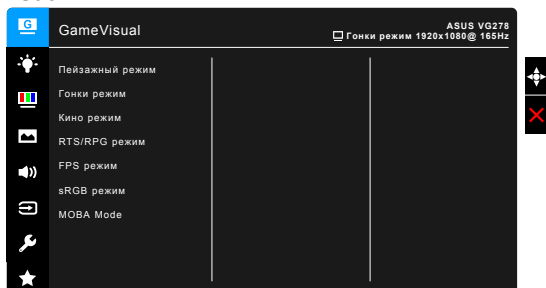 G
GameVisual
ASUS VG278
Гонки режим 1920x1080@ 165Hz
Пейзажный режим
Гонки режим
Кино режим
RTS/RPG режим
FPS режим
sRGB режим
MOBA Mode